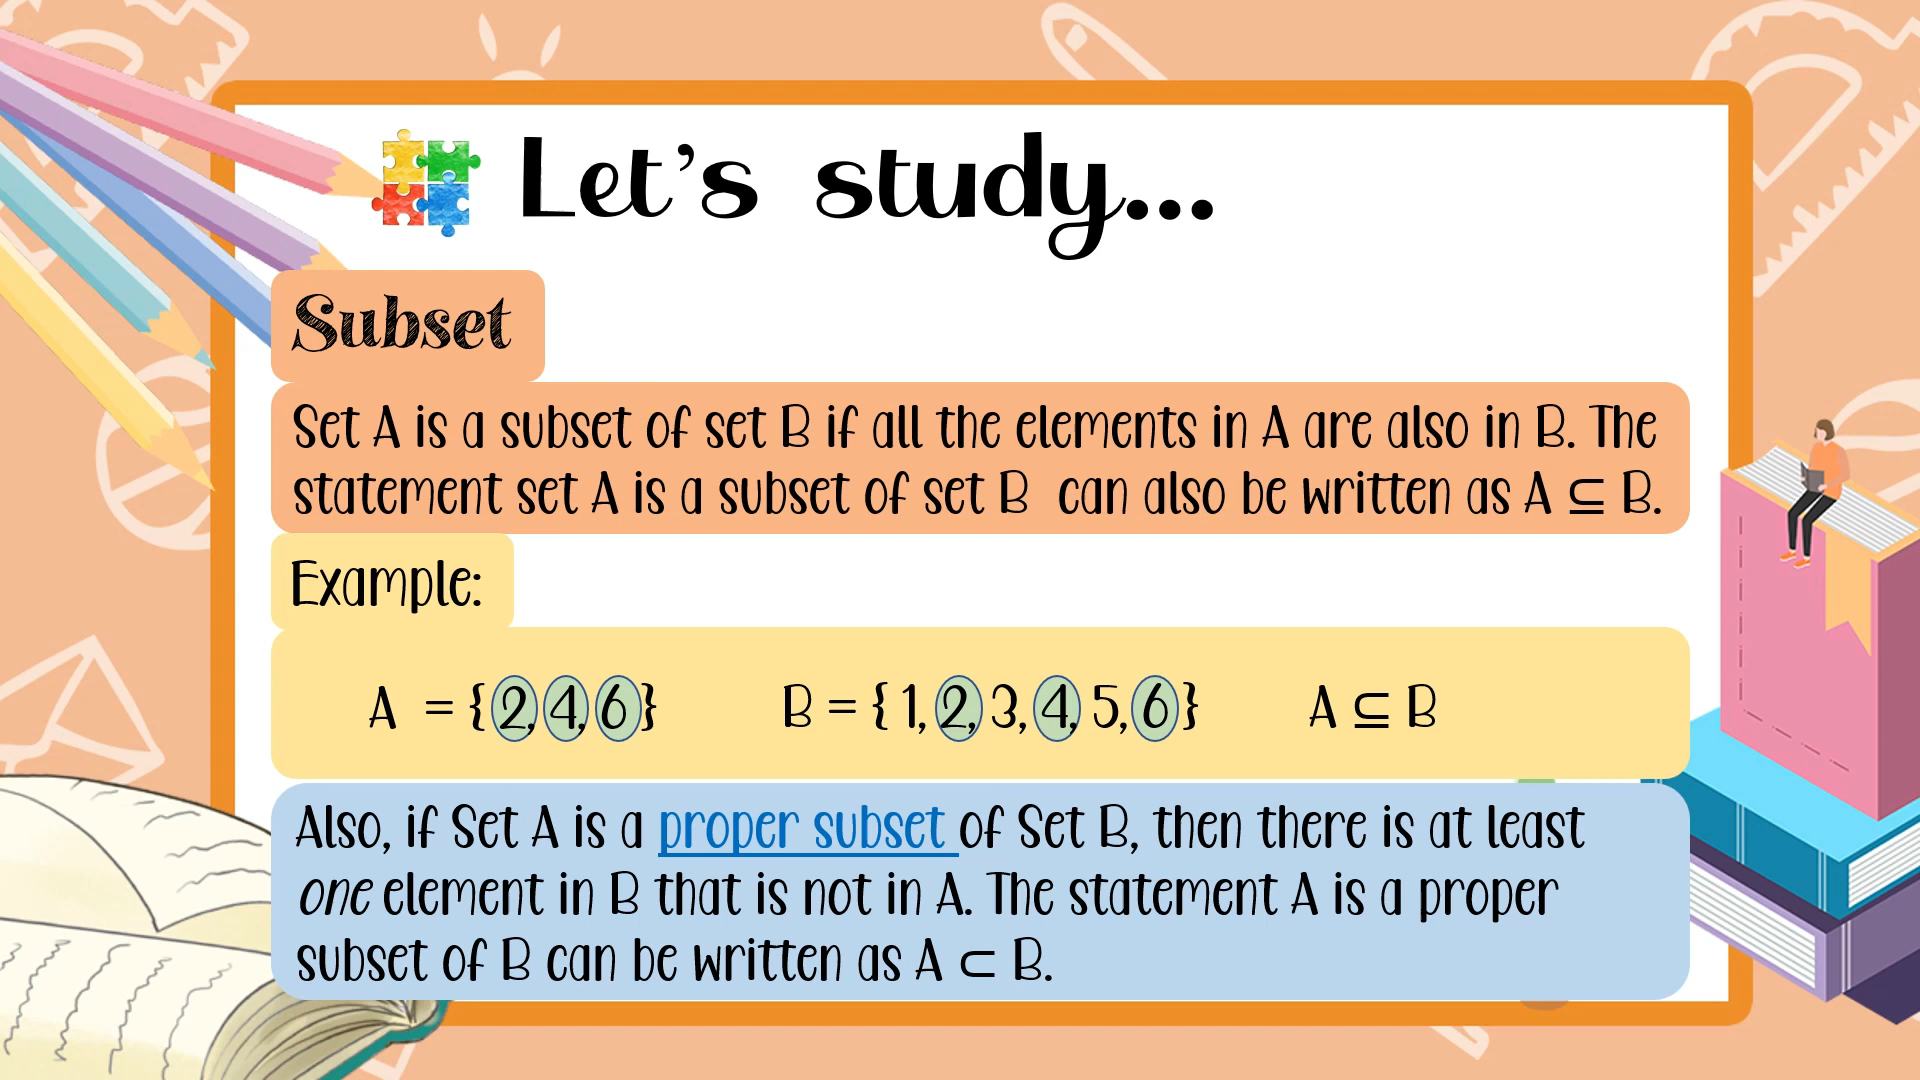 Let's study...
Subset
Set A is a subset of set B if all the elements in A are also in B. The
statement set A is a subset of set B can also be written as A ⊆ B.
Example:
A = {2, 4, 6} B = { 1, 2, 3, 4, 5, 6 } A ⊆ B
Also, if Set A is a proper subset of Set B, then there is at least
one element in B that is not in A. The statement A is a proper
subset of B can be written as A ⊂ B.